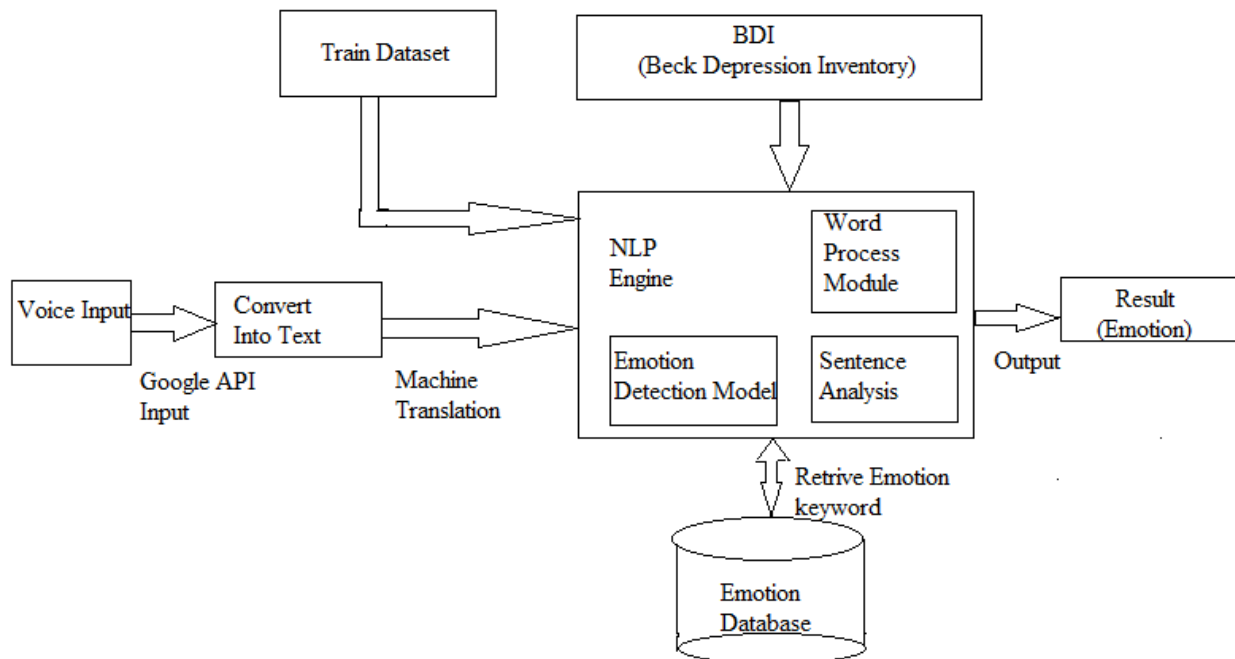 Train Dataset
BDI
(Beck Depression Inventory)
NLP
Engine
Word
Process
Module
Voice Input
Convert
Into Text
Google API
Input
Machine
Translation
Emotion
Detection Model
Sentence
Analysis
Output
Result
(Emotion)
Retrive Emotion
keyword
Emotion
Database